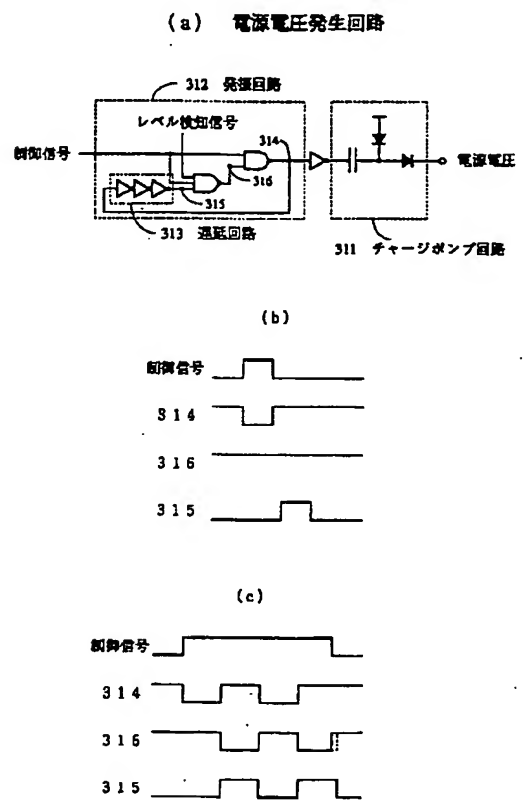 (a) 電源電圧発生回路
312 発振回路
レベル検知信号
314
制御信号
316
電源電圧
315
313 遅延回路
311 チャージポンプ回路
(b)
制御信号
314
316
315
(c)
制御信号
314
316
315